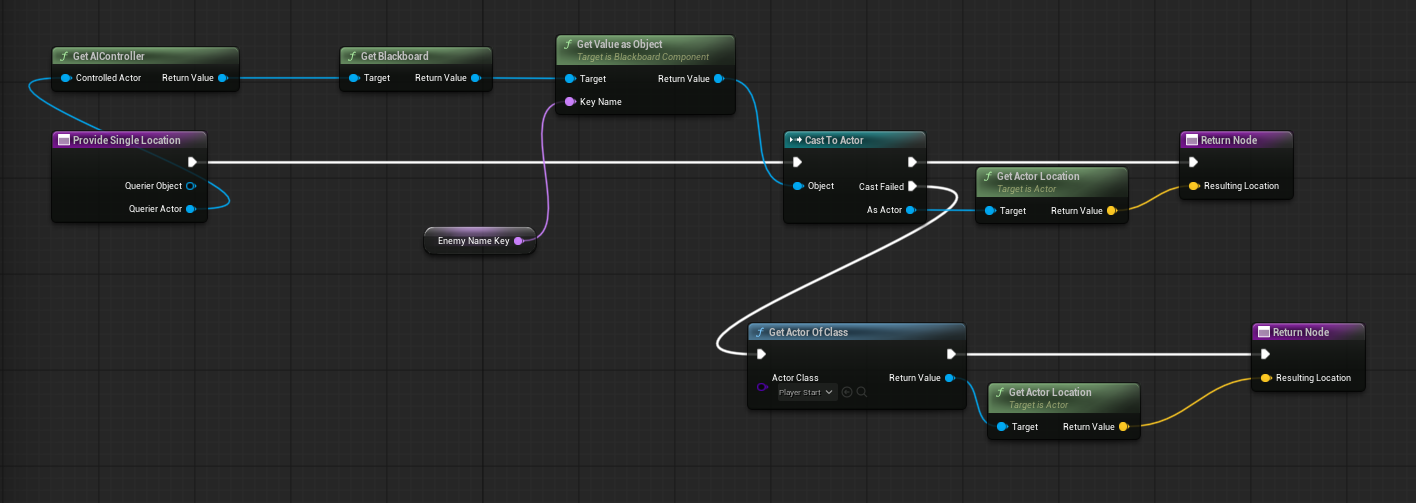 Get AIController
Controlled Actor Return Value
Get Blackboard
Target Return Value
Get Value as Object
Target is Blackboard Component
Target Return Value
Key Name
Provide Single Location
Querier Object
Querier Actor
Enemy Name Key
Cast To Actor
Object Cast Failed
As Actor
Get Actor Location
Target is Actor
Target Return Value
Return Node
Resulting Location
Get Actor Of Class
Actor Class Return Value
Player Start
Get Actor Location
Target is Actor
Target Return Value
Return Node
Resulting Location